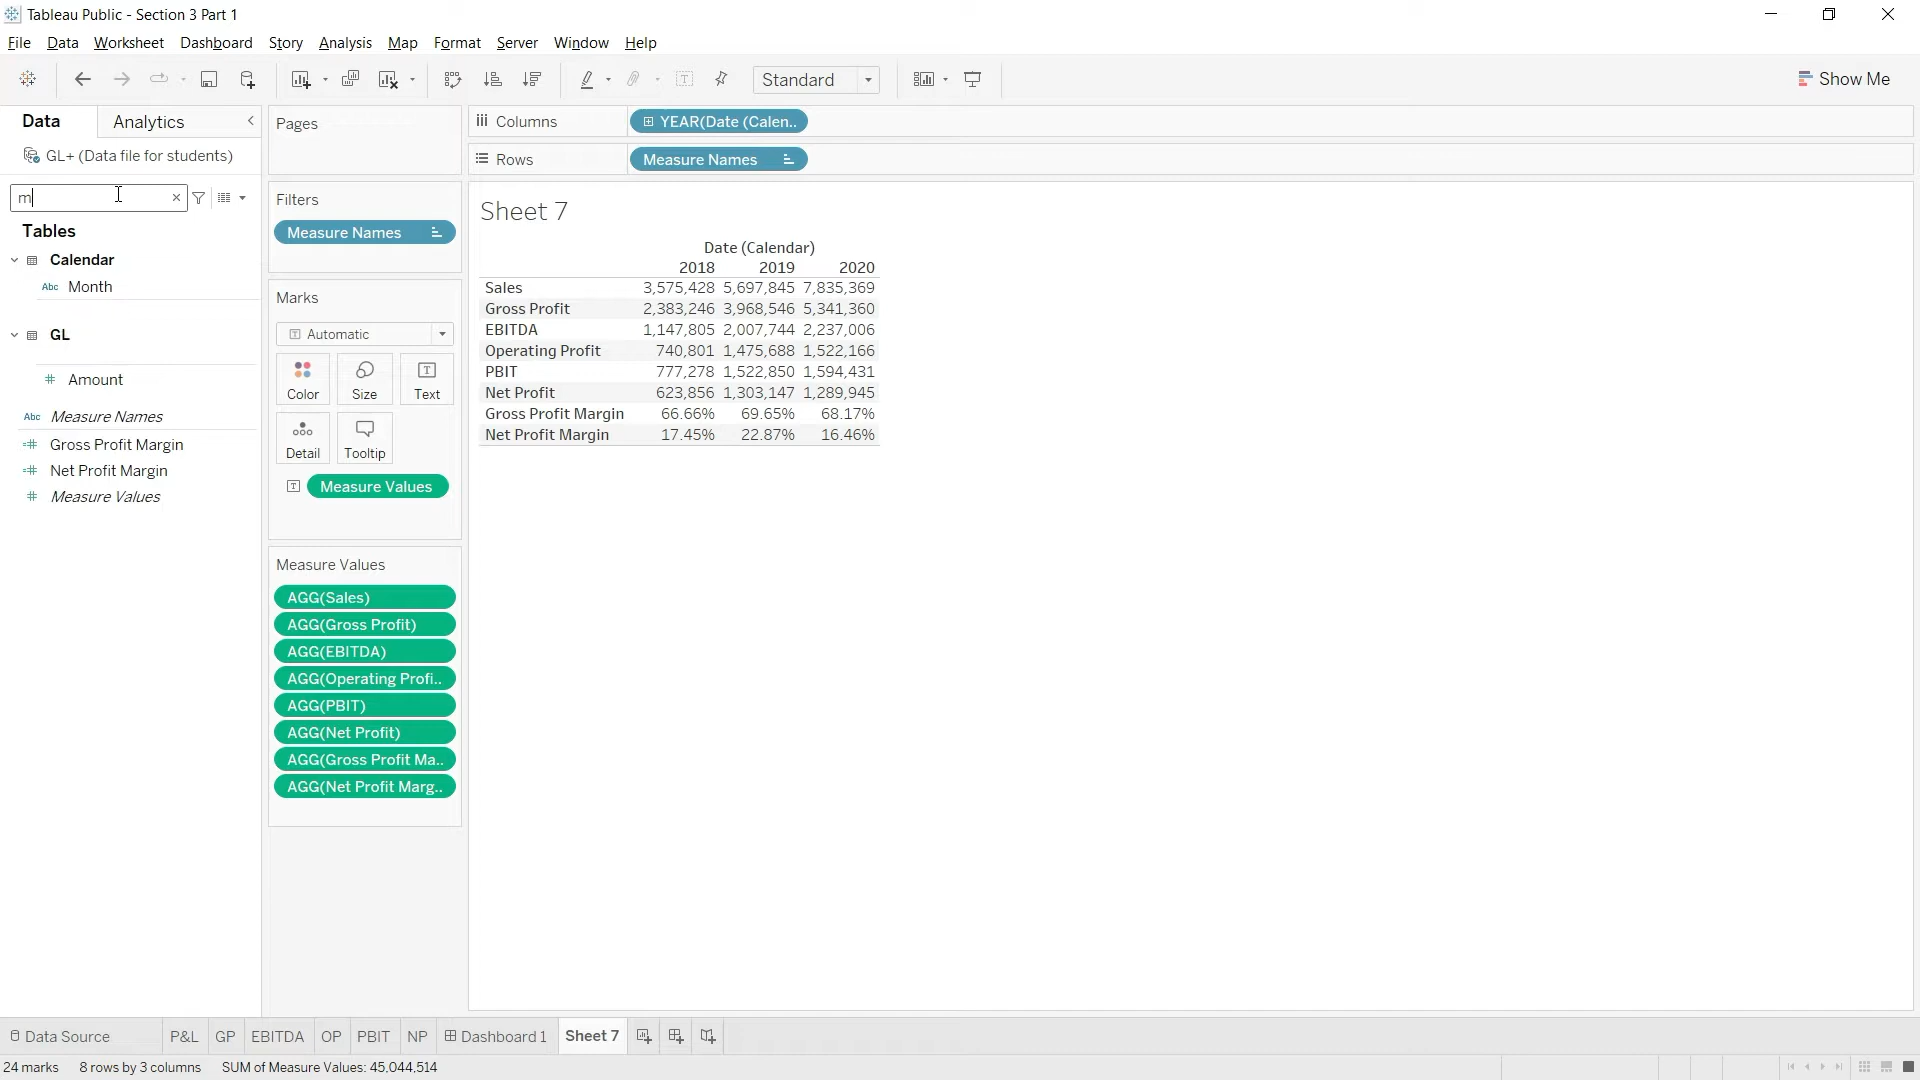 Tableau Public - Section 3 Part 1
File Data Worksheet Dashboard Story Analysis Map Format Server Window Help
Standard
Show Me
Data Analytics
GL+ (Data file for students)
m
Tables
Calendar
Abc Month
GL
# Amount
Abc Measure Names
=# Gross Profit Margin
=# Net Profit Margin
# Measure Values
Pages
Filters
Measure Names
Marks
Automatic
Color Size Text
Detail Tooltip
Measure Values
Measure Values
AGG(Sales)
AGG(Gross Profit)
AGG(EBITDA)
AGG(Operating Profi..
AGG(PBIT)
AGG(Net Profit)
AGG(Gross Profit Ma..
AGG(Net Profit Marg..
Columns YEAR(Date (Calen..
Rows Measure Names
Sheet 7
Date (Calendar)
2018 2019 2020
Sales 3,575,428 5,697,845 7,835,369
Gross Profit 2,383,246 3,968,546 5,341,360
EBITDA 1,147,805 2,007,744 2,237,006
Operating Profit 740,801 1,475,688 1,522,166
PBIT 777,278 1,522,850 1,594,431
Net Profit 623,856 1,303,147 1,289,945
Gross Profit Margin 66.66% 69.65% 68.17%
Net Profit Margin 17.45% 22.87% 16.46%
Data Source P&L GP EBITDA OP PBIT NP Dashboard 1 Sheet 7
24 marks 8 rows by 3 columns SUM of Measure Values: 45,044,514